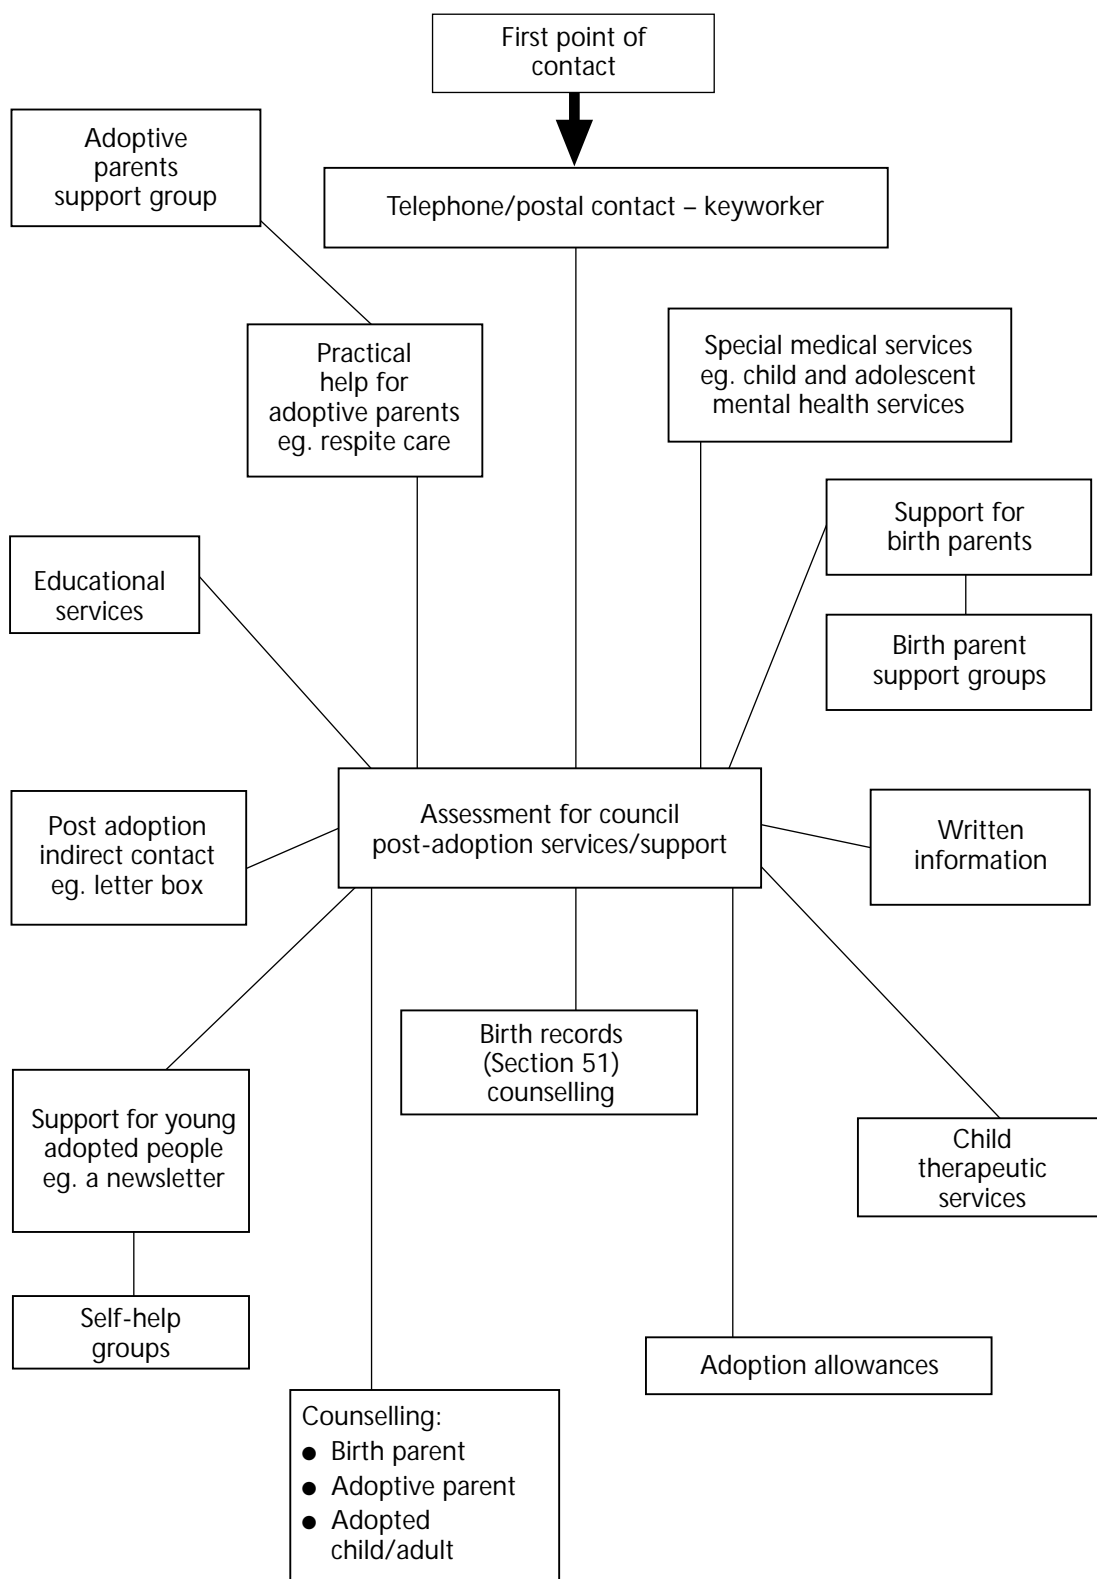 First point of
contact
Adoptive
parents
support group
Telephone/postal contact – keyworker
Practical
help for
adoptive parents
eg. respite care
Special medical services
eg. child and adolescent
mental health services
Support for
birth parents
Educational
services
Birth parent
support groups
Assessment for council
post-adoption services/support
Post adoption
indirect contact
eg. letter box
Written
information
Birth records
(Section 51)
counselling
Support for young
adopted people
eg. a newsletter
Child
therapeutic
services
Self-help
groups
Adoption allowances
Counselling:
● Birth parent
● Adoptive parent
● Adopted
child/adult